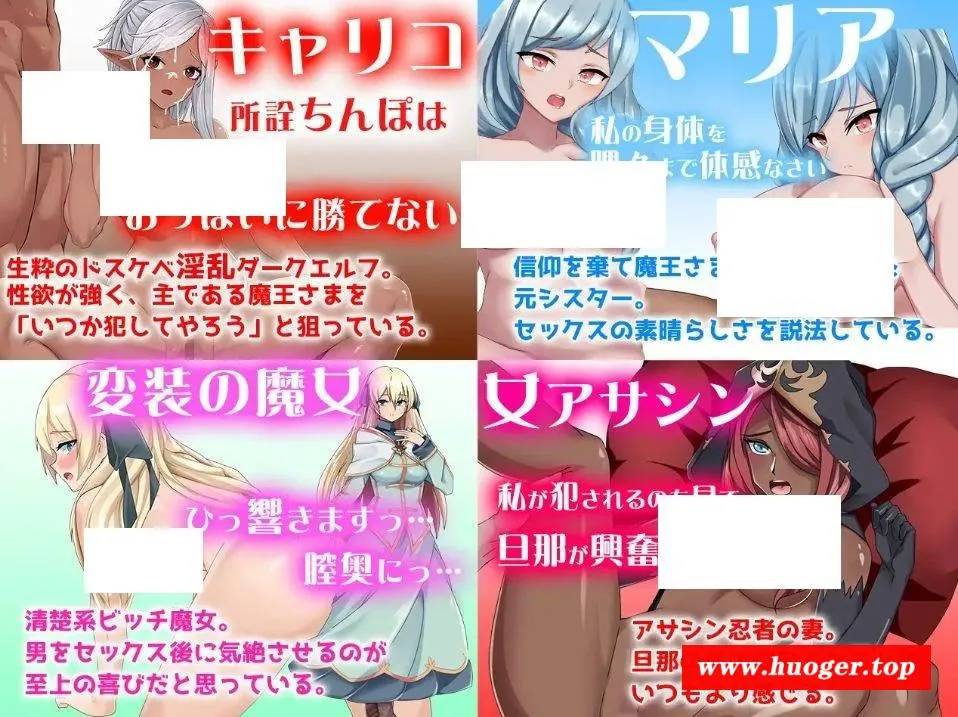 キャリコ
所詮ちんぽは
おっぱいに勝てない
生粋のドスケベ淫乱ダークエルフ。
性欲が強く、主である魔王さまを
「いつか犯してやろう」と狙っている。
マリア
私の身体を
まで体感なさい
信仰を棄て魔王さま
元シスター。
セックスの素晴らしさを説法している。
変装の魔女
ひっ響きますっ…
膣奥にっ…
清楚系ビッチ魔女。
男をセックス後に気絶させるのが
至上の喜びだと思っている。
女アサシン
私が犯されるのを見て
旦那が興奮
アサシン忍者の妻。
旦那
いつもより感じる。
www.huoger.top